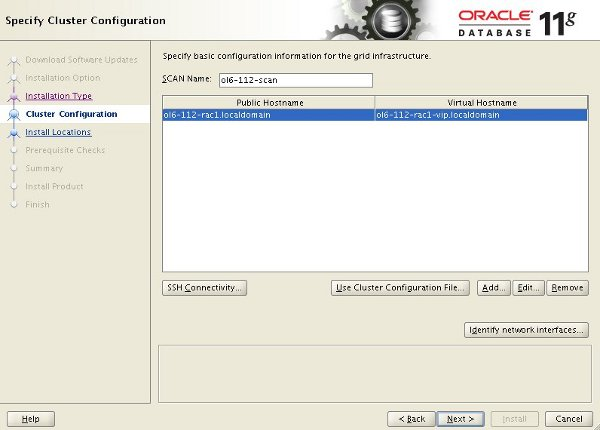 Specify Cluster Configuration
ORACLE
DATABASE 11g
Download Software Updates
Installation Option
Installation Type
Cluster Configuration
Install Locations
Prerequisite Checks
Summary
Install Product
Finish
Specify basic configuration information for the grid infrastructure.
SCAN Name: ol6-112-scan
Public Hostname Virtual Hostname
ol6-112-rac1.localdomain ol6-112-rac1-vip.localdomain
SSH Connectivity... Use Cluster Configuration File... Add... Edit... Remove
Identify network interfaces...
Help < Back Next > Install Cancel